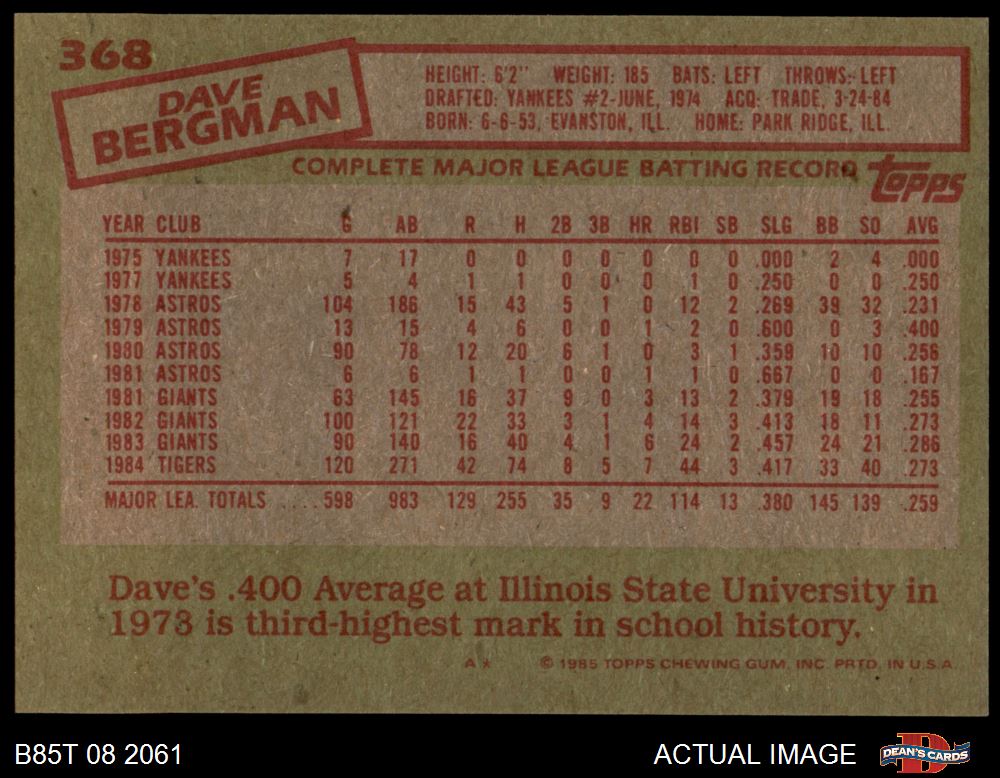 368
DAVE
BERGMAN
HEIGHT: 6'2" WEIGHT: 185 BATS: LEFT THROWS: LEFT
DRAFTED: YANKEES #2-JUNE, 1974 ACQ: TRADE, 3-24-84
BORN: 6-6-53, EVANSTON, ILL. HOME: PARK RIDGE, ILL.
COMPLETE MAJOR LEAGUE BATTING RECORD topps
YEAR CLUB G AB R H 2B 3B HR RBI SB SLG BB SO AVG
1975 YANKEES 7 17 0 0 0 0 0 0 0 .000 2 4 .000
1977 YANKEES 5 4 1 1 0 0 0 1 0 .250 0 0 .250
1978 ASTROS 104 186 15 43 5 1 0 12 2 .269 39 32 .231
1979 ASTROS 13 15 4 6 0 0 1 2 0 .600 0 3 .400
1980 ASTROS 90 78 12 20 6 1 0 3 1 .359 10 10 .256
1981 ASTROS 6 6 1 1 0 0 1 1 0 .667 0 0 .167
1981 GIANTS 63 145 16 37 9 0 3 13 2 .379 19 18 .255
1982 GIANTS 100 121 22 33 3 1 4 14 3 .413 18 11 .273
1983 GIANTS 90 140 16 40 4 1 6 24 2 .457 24 21 .286
1984 TIGERS 120 271 42 74 8 5 7 44 3 .417 33 40 .273
MAJOR LEA. TOTALS ....598 983 129 255 35 9 22 114 13 .380 145 139 .259
Dave's .400 Average at Illinois State University in
1973 is third-highest mark in school history.
A* © 1985 TOPPS CHEWING GUM, INC. PRTD. IN U.S.A.
B85T 08 2061 ACTUAL IMAGE DEAN'S CARDS